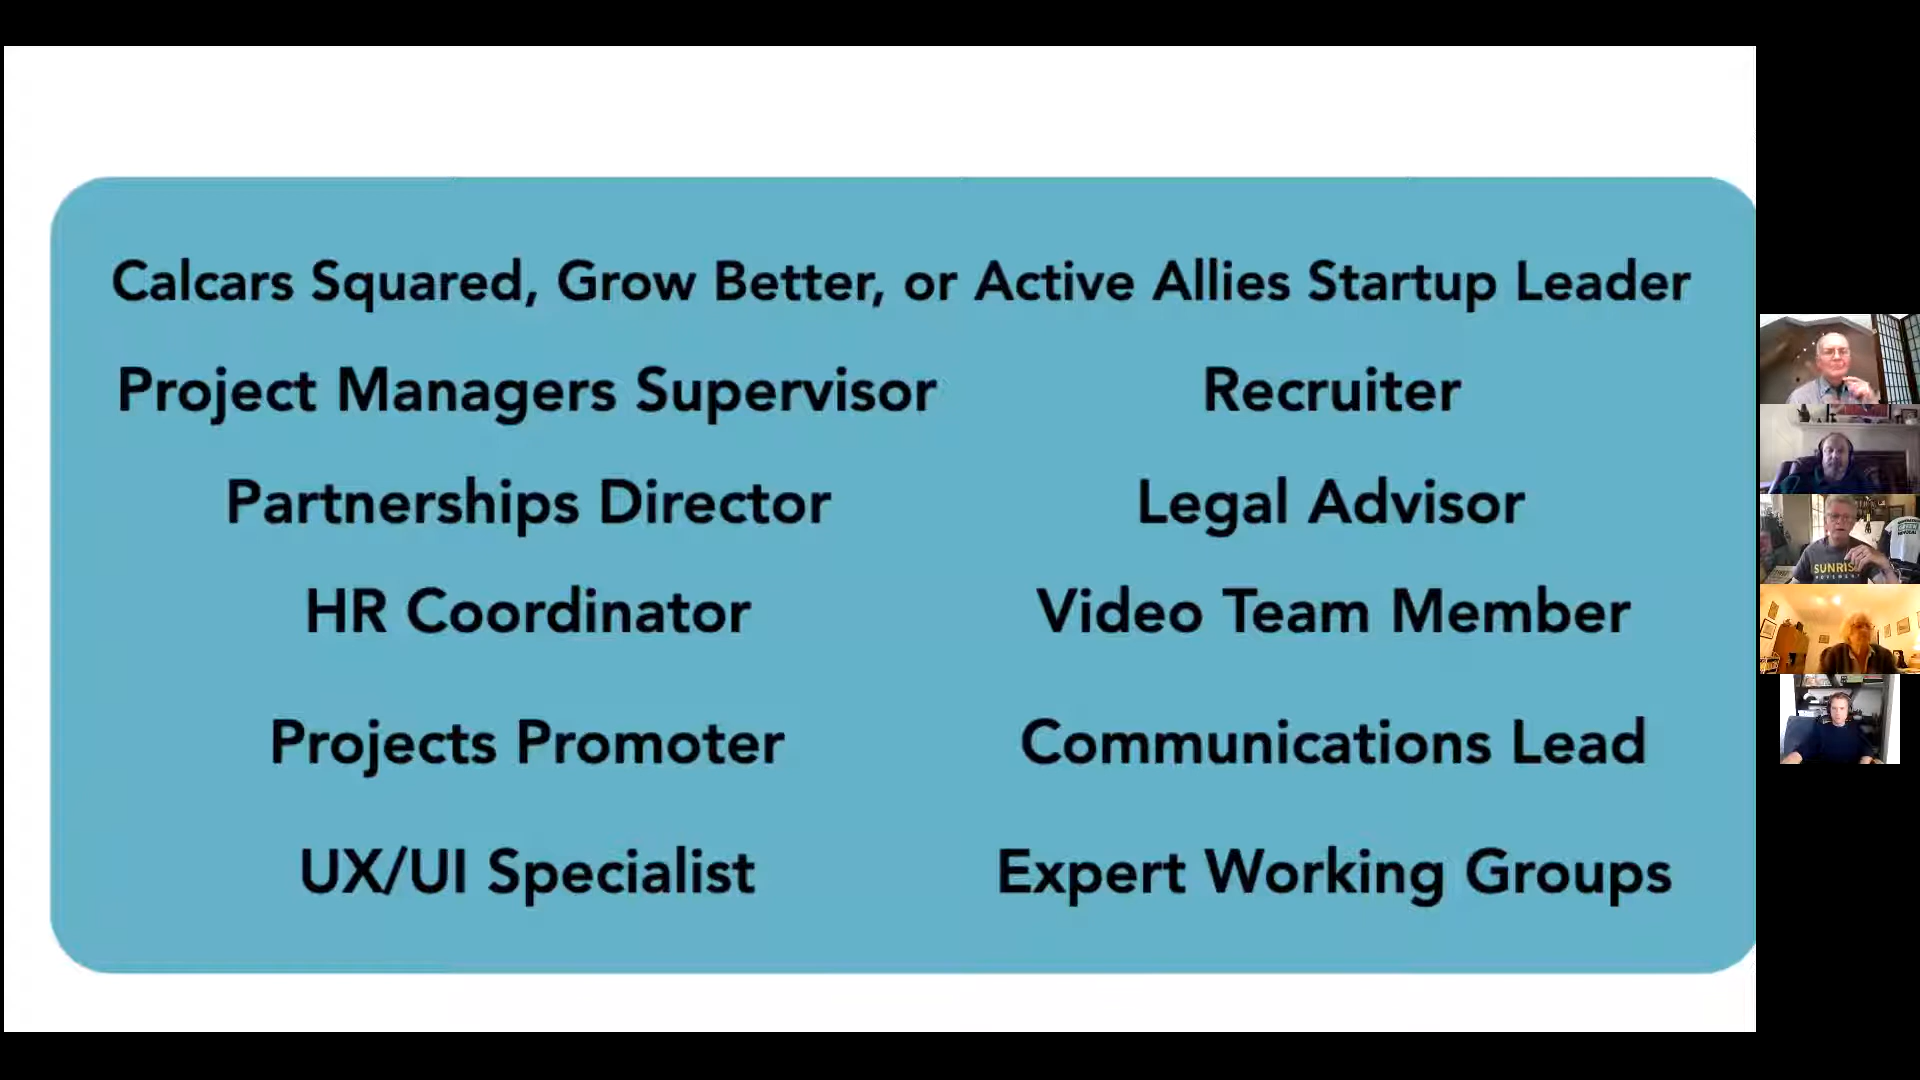 Calcars Squared, Grow Better, or Active Allies Startup Leader
Project Managers Supervisor
Recruiter
Partnerships Director
Legal Advisor
HR Coordinator
Video Team Member
Projects Promoter
Communications Lead
UX/UI Specialist
Expert Working Groups
SUNRIS